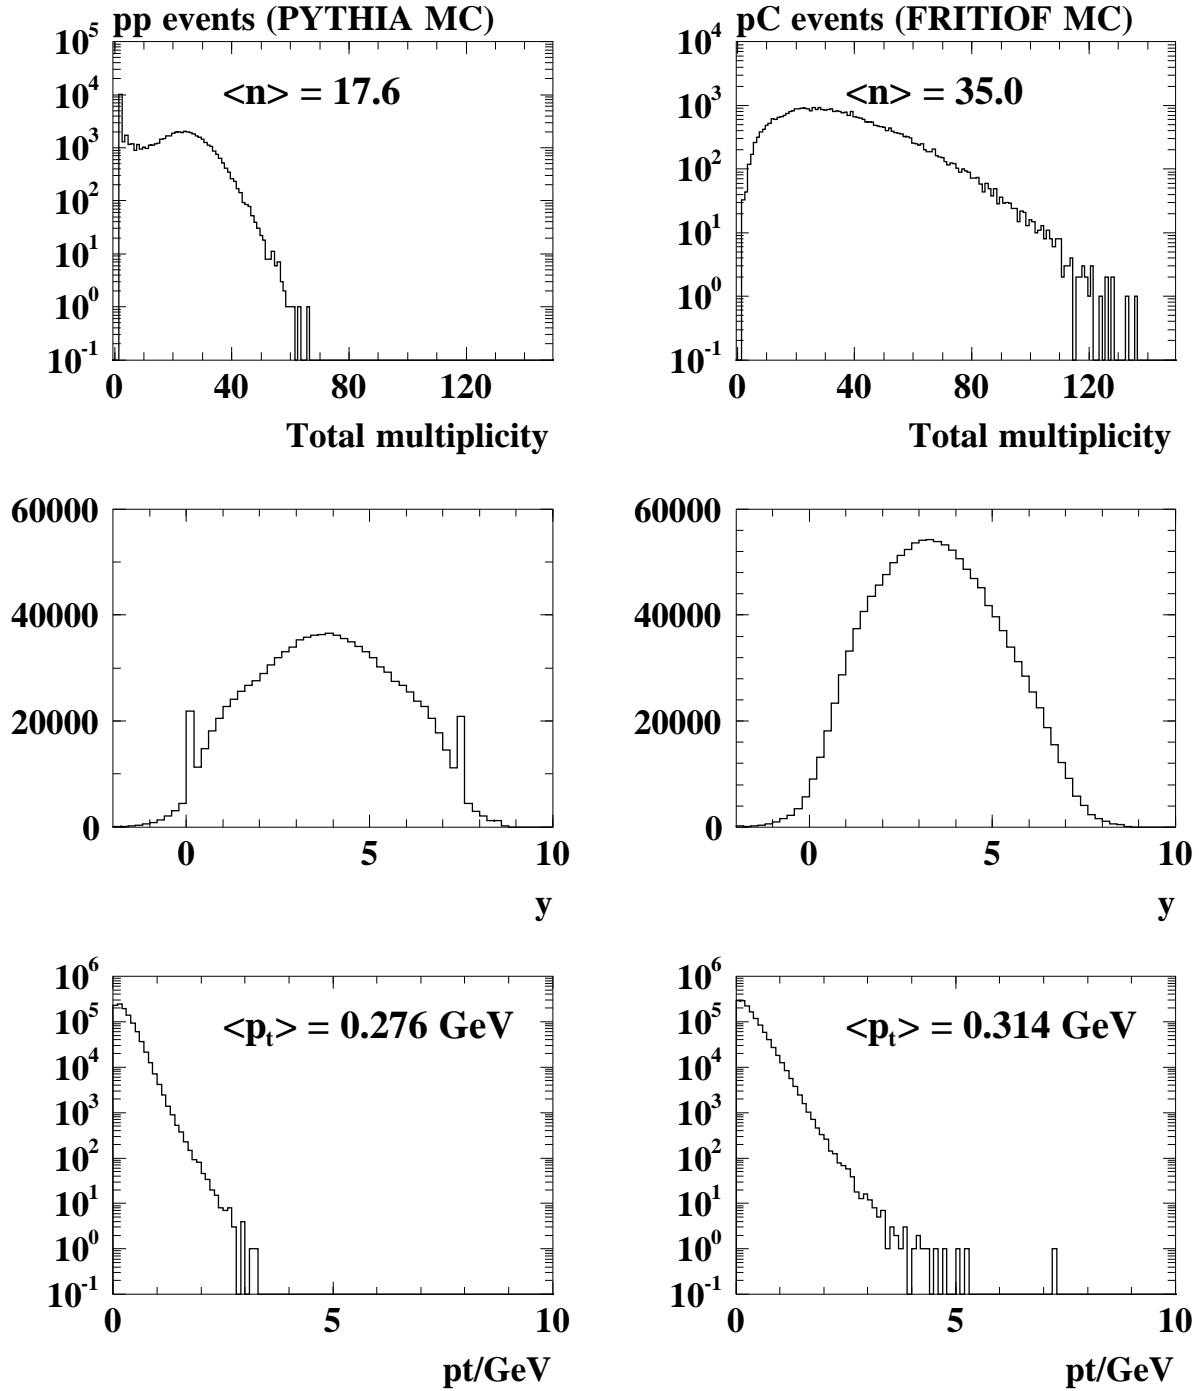 pp events (PYTHIA MC)
pC events (FRITIOF MC)
10^5
10^4
10^3
10^2
10^1
10^0
10^-1
<n> = 17.6
0 40 80 120
Total multiplicity
10^4
10^3
10^2
10^1
10^0
10^-1
<n> = 35.0
0 40 80 120
Total multiplicity
60000
40000
20000
0
0 5 10
y
60000
40000
20000
0
0 5 10
y
10^6
10^5
10^4
10^3
10^2
10^1
10^0
10^-1
<p_t> = 0.276 GeV
0 5 10
pt/GeV
10^6
10^5
10^4
10^3
10^2
10^1
10^0
10^-1
<p_t> = 0.314 GeV
0 5 10
pt/GeV